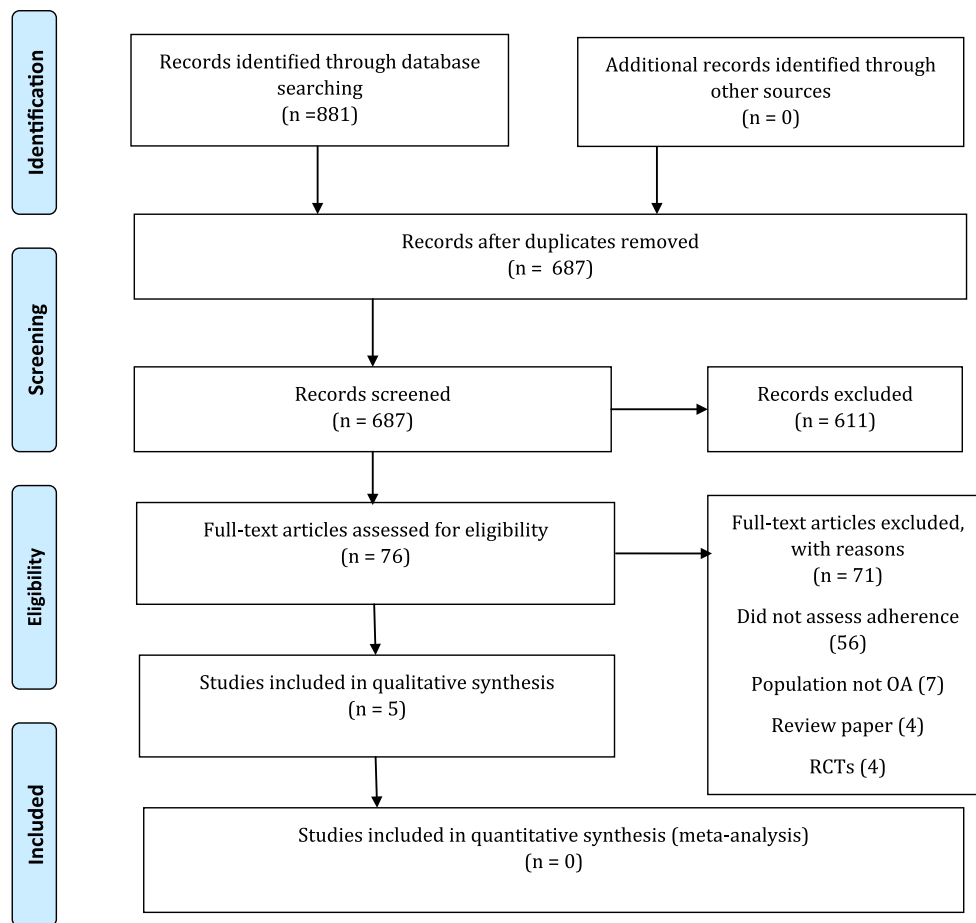 Identification
Records identified through database
searching
(n =881)
Additional records identified through
other sources
(n = 0)
Records after duplicates removed
(n = 687)
Screening
Records screened
(n = 687)
Records excluded
(n = 611)
Eligibility
Full-text articles assessed for eligibility
(n = 76)
Full-text articles excluded,
with reasons
(n = 71)
Did not assess adherence
(56)
Population not OA (7)
Review paper (4)
RCTs (4)
Studies included in qualitative synthesis
(n = 5)
Included
Studies included in quantitative synthesis (meta-analysis)
(n = 0)